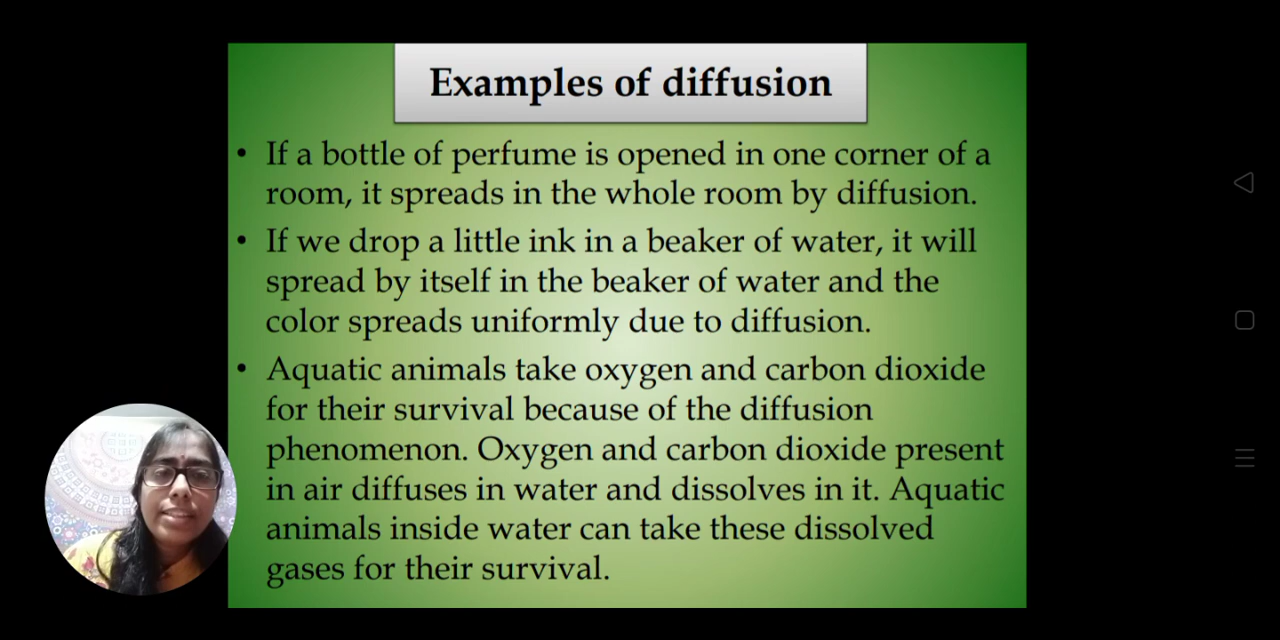 Examples of diffusion
• If a bottle of perfume is opened in one corner of a
room, it spreads in the whole room by diffusion.
• If we drop a little ink in a beaker of water, it will
spread by itself in the beaker of water and the
color spreads uniformly due to diffusion.
• Aquatic animals take oxygen and carbon dioxide
for their survival because of the diffusion
phenomenon. Oxygen and carbon dioxide present
in air diffuses in water and dissolves in it. Aquatic
animals inside water can take these dissolved
gases for their survival.